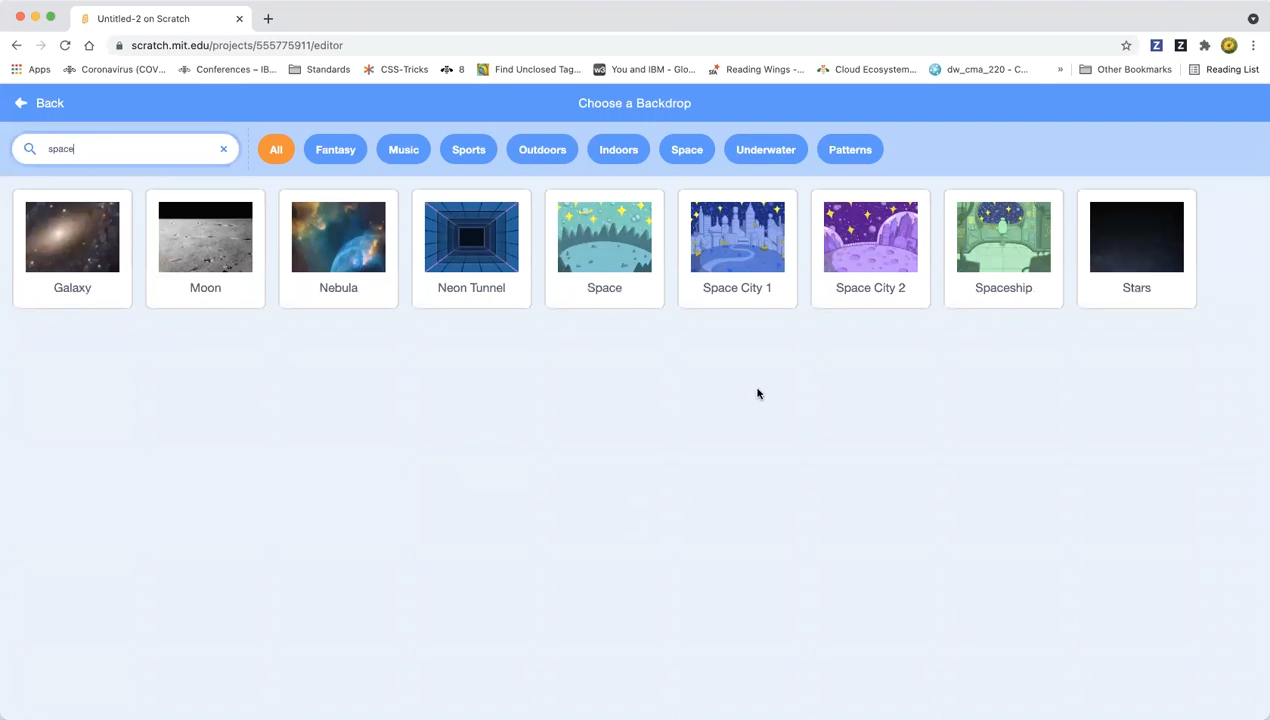 Untitled-2 on Scratch
scratch.mit.edu/projects/555775911/editor
Apps Coronavirus (COV... Conferences – IB... Standards CSS-Tricks 8 Find Unclosed Tag... You and IBM - Glo... Reading Wings -... Cloud Ecosystem... dw_cma_220 - C... » Other Bookmarks Reading List
Back Choose a Backdrop
space All Fantasy Music Sports Outdoors Indoors Space Underwater Patterns
Galaxy Moon Nebula Neon Tunnel Space Space City 1 Space City 2 Spaceship Stars